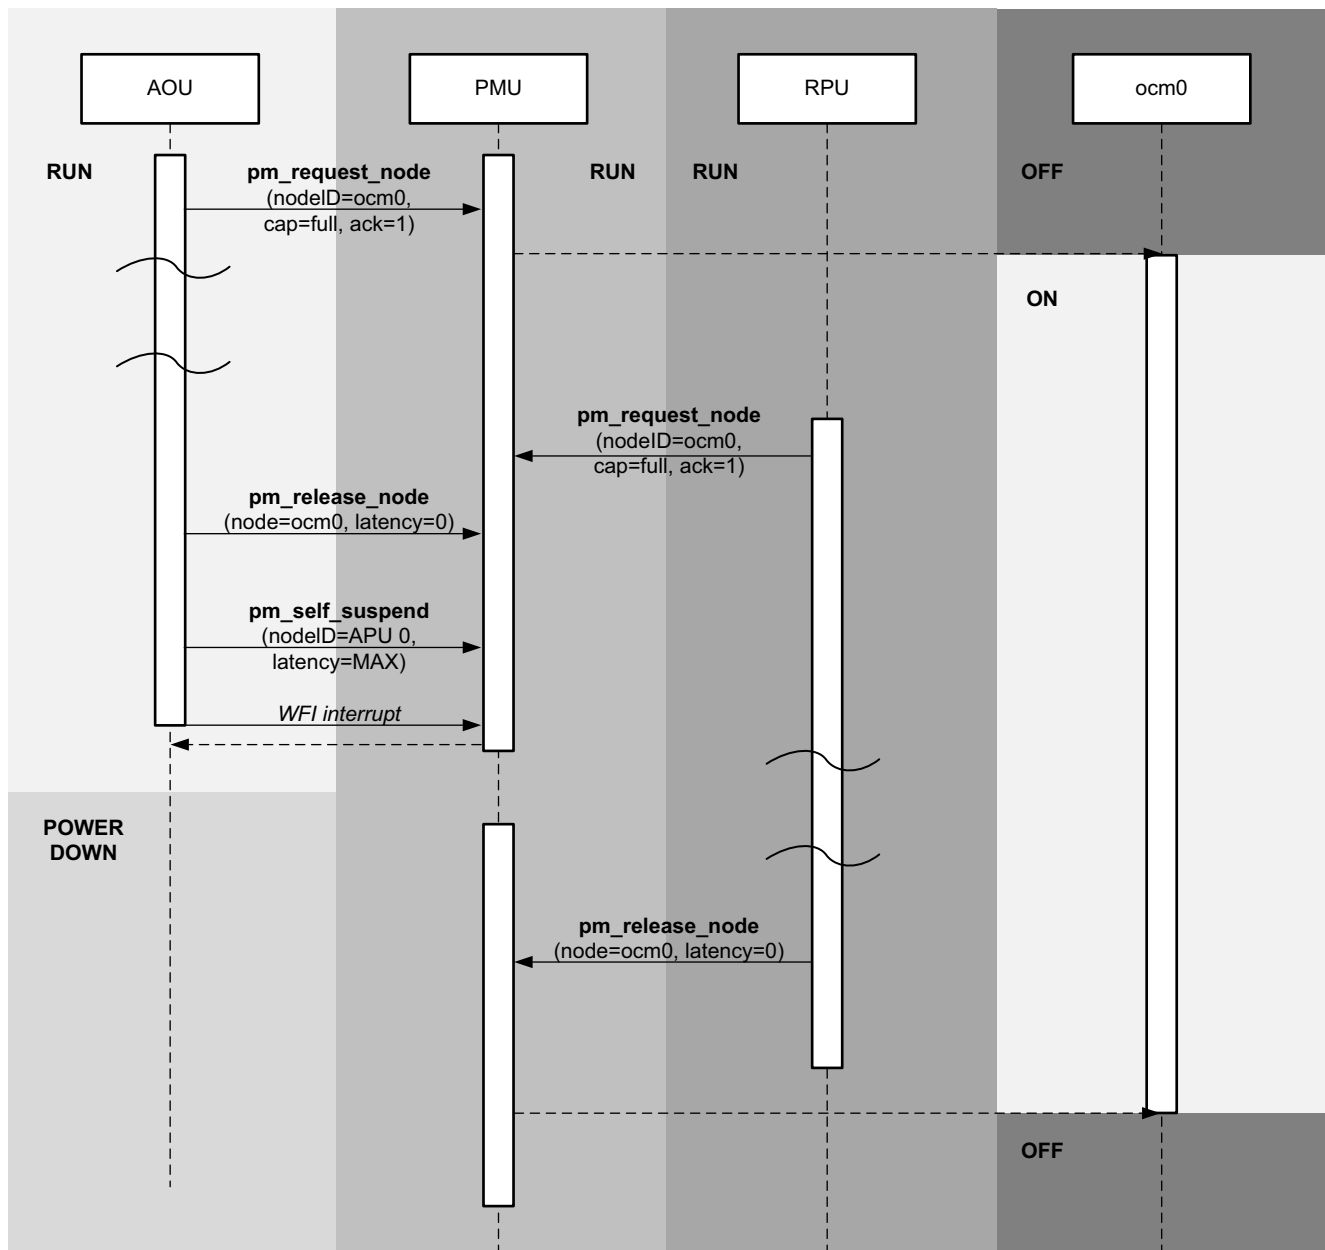 AOU
PMU
RPU
ocm0
RUN
pm_request_node
(nodeID=ocm0,
cap=full, ack=1)
RUN
RUN
OFF
ON
pm_request_node
(nodeID=ocm0,
cap=full, ack=1)
pm_release_node
(node=ocm0, latency=0)
pm_self_suspend
(nodeID=APU 0,
latency=MAX)
WFI interrupt
POWER
DOWN
pm_release_node
(node=ocm0, latency=0)
OFF